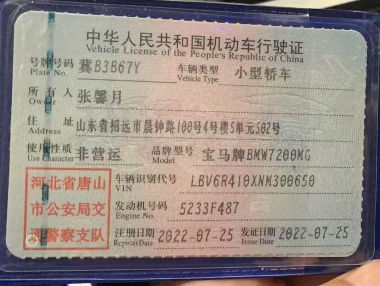 中华人民共和国机动车行驶证
Vehicle License of the People's Republic of China
号牌号码 冀B3B67Y 车辆类型 小型轿车
Plate No. Vehicle Type
所有人 张馨月
Owner
住址 山东省招远市晨钟路100号4号楼5单元502号
Address
使用性质 非营运 品牌型号 宝马牌BMW7200MG
Use Character Model
河北省唐山 车辆识别代号 LBV6R410XNM300650
VIN
市公安局交 发动机号码 5233F487
Engine No.
通警察支队 注册日期 2022-07-25 发证日期 2022-07-25
Register Date Issue Date